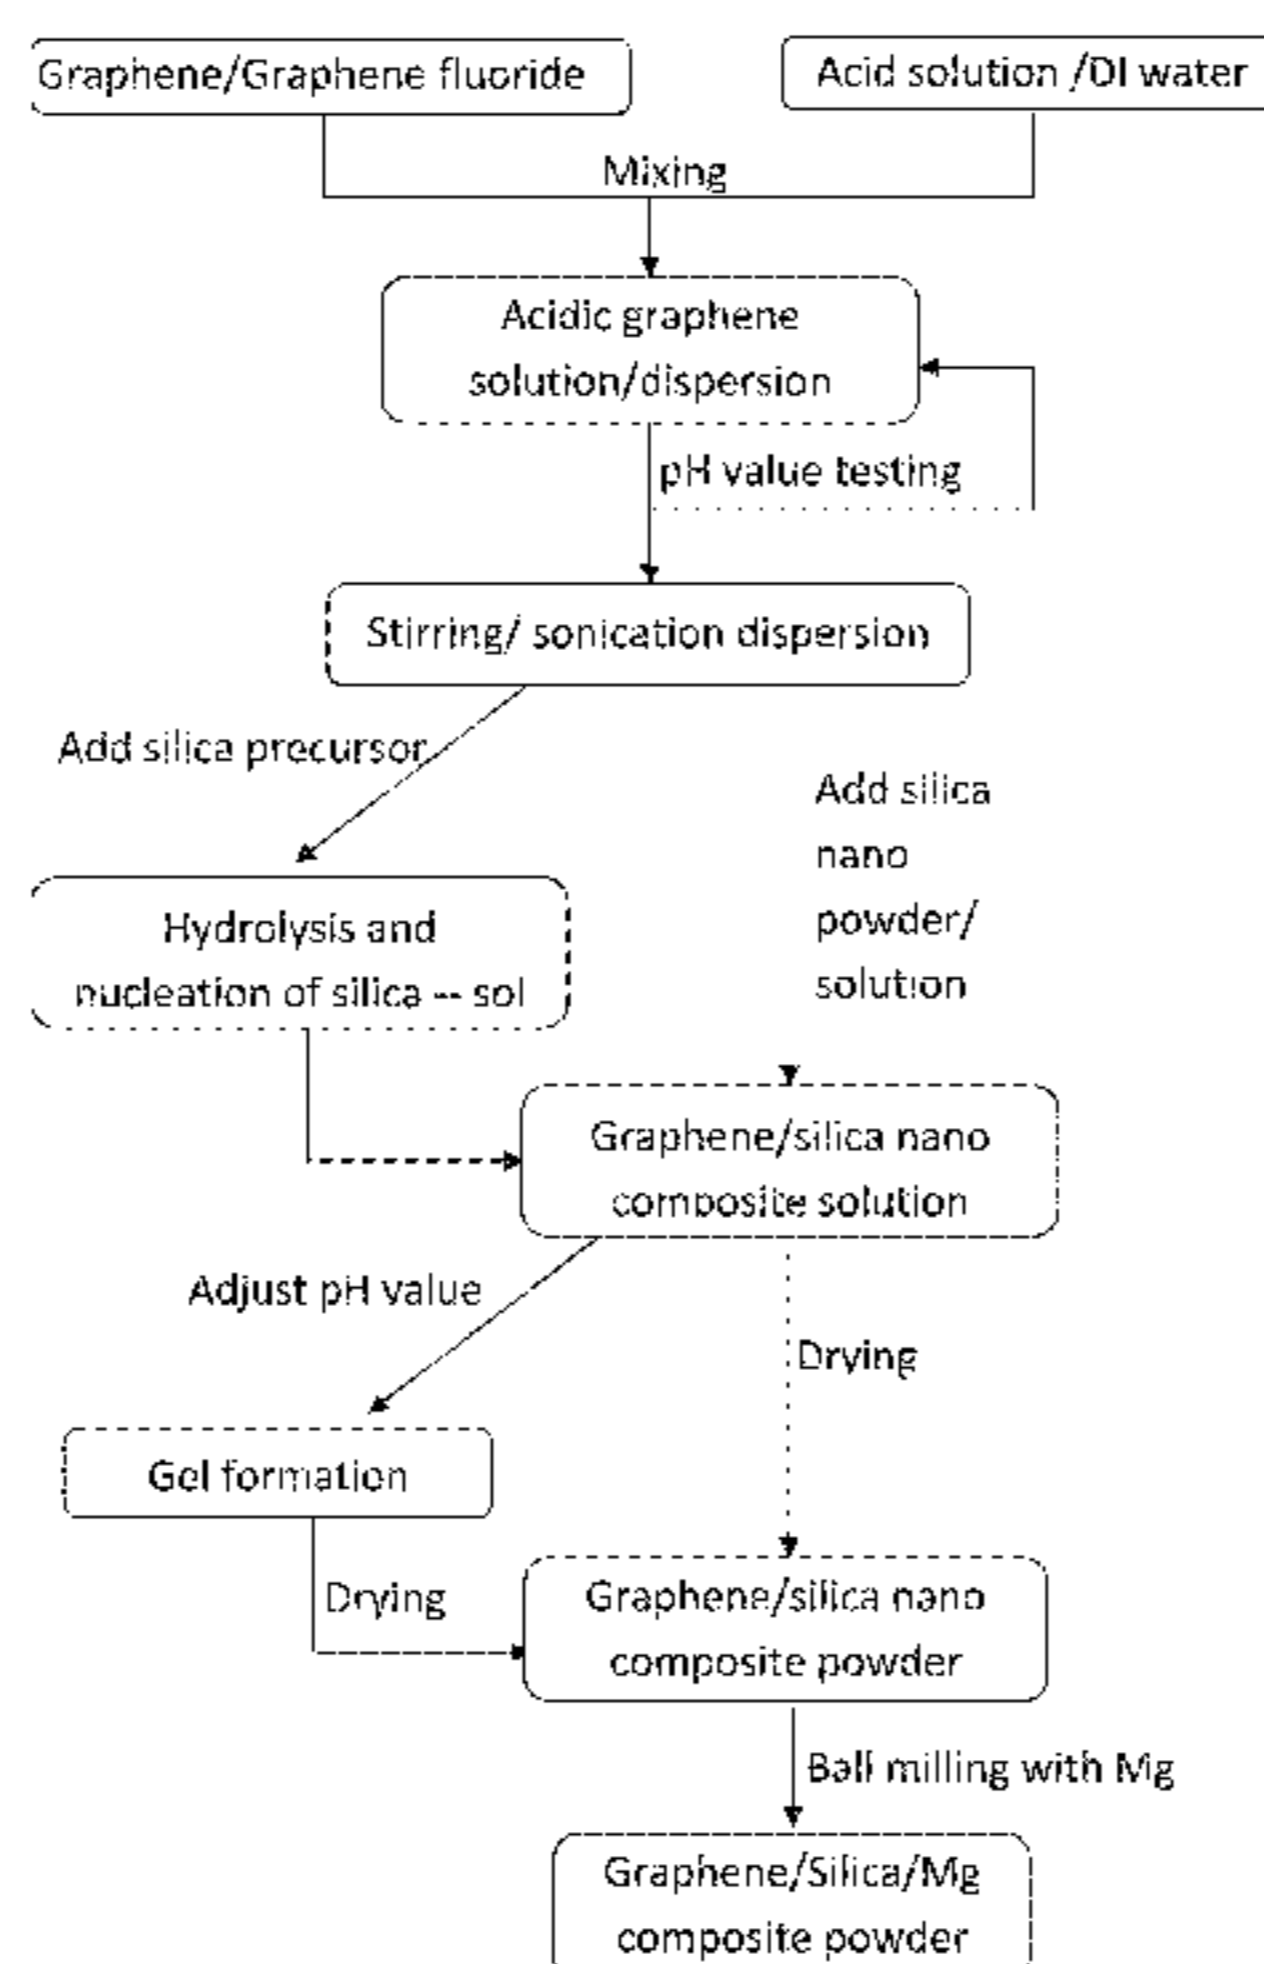 Graphene/Graphene fluoride
Acid solution /DI water
Mixing
Acidic graphene
solution/dispersion
pH value testing
Stirring/ sonication dispersion
Add silica precursor
Add silica
nano
powder/
solution
Hydrolysis and
nucleation of silica -- sol
Graphene/silica nano
composite solution
Adjust pH value
Drying
Gel formation
Drying
Graphene/silica nano
composite powder
Ball milling with Mg
Graphene/Silica/Mg
composite powder